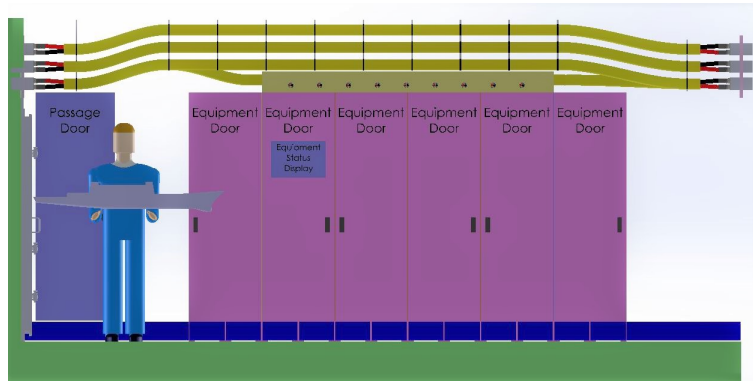 Passage
Door
Equipment
Door
Equipment
Door
Equipment
Door
Equipment
Door
Equipment
Door
Equipment
Door
Equipment
Status
Display